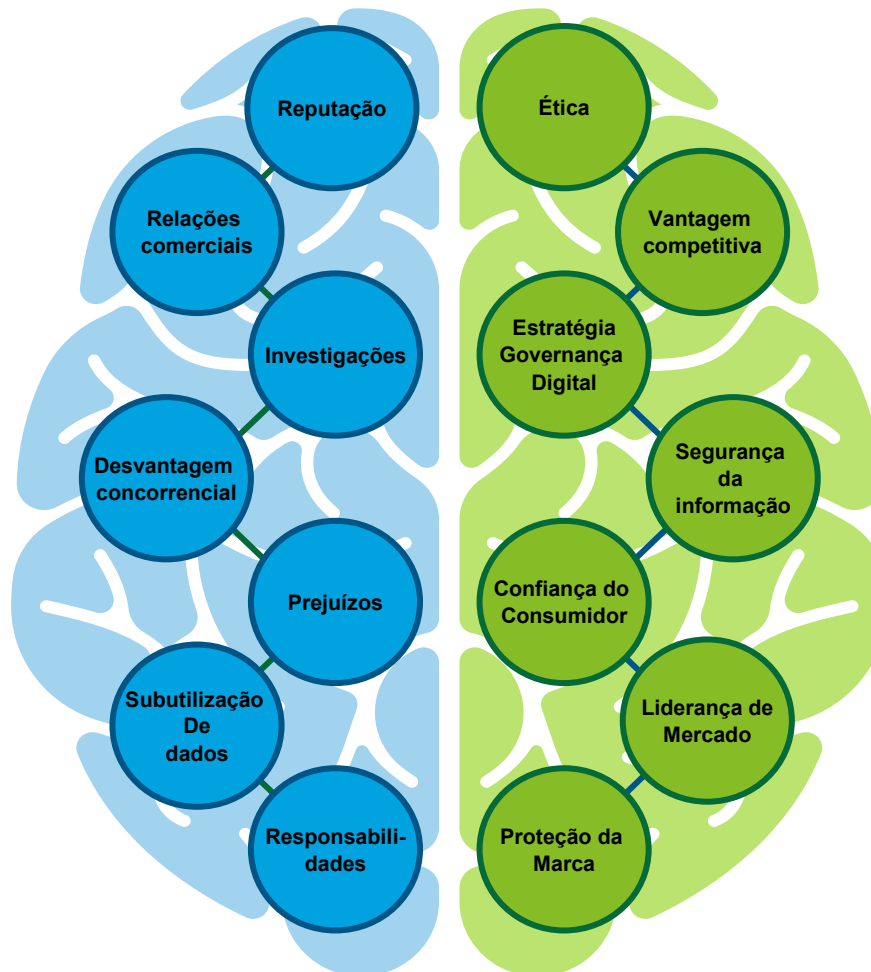 Reputação
Relações
comerciais
Investigações
Desvantagem
concorrencial
Prejuízos
Subutilização
De
dados
Responsabili-
dades
Ética
Vantagem
competitiva
Estratégia
Governança
Digital
Segurança
da
informação
Confiança do
Consumidor
Liderança de
Mercado
Proteção da
Marca